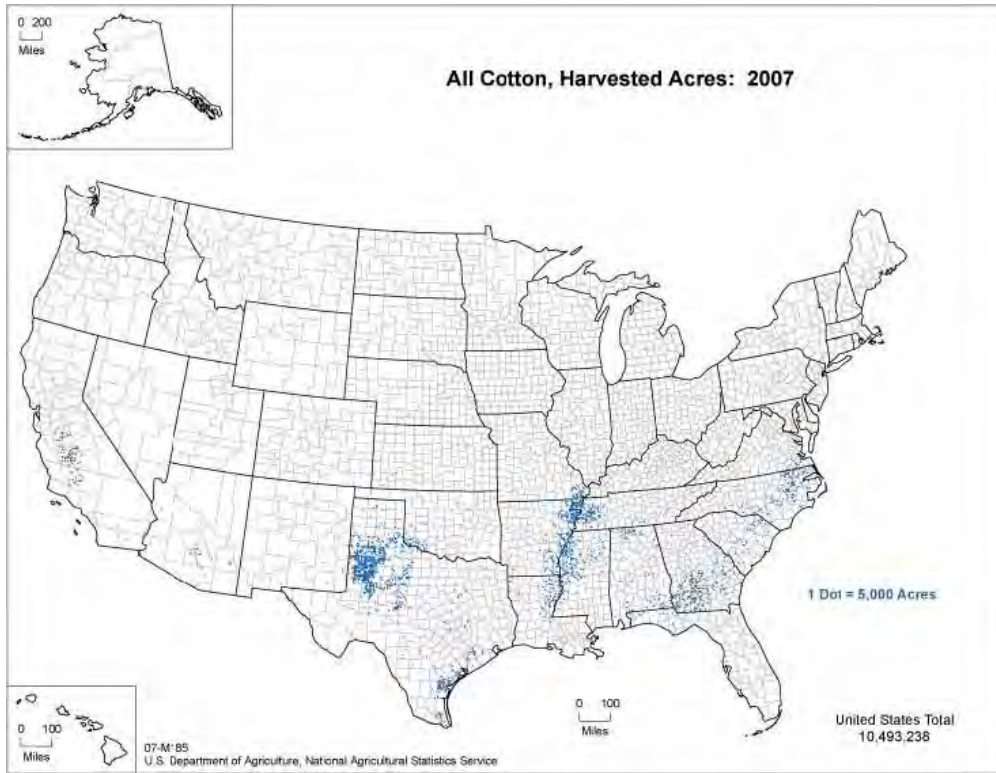 0 200
Miles
All Cotton, Harvested Acres: 2007
1 Dot = 5,000 Acres
0 100
Miles
0 100
Miles
United States Total
10,493,238
07-M185
U.S. Department of Agriculture, National Agricultural Statistics Service